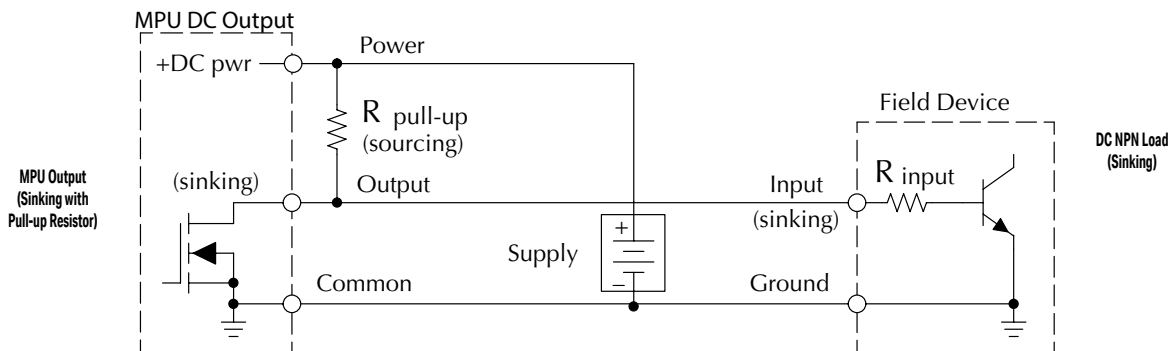 MPU DC Output
+DC pwr
Power
R pull-up
(sourcing)
Field Device
DC NPN Load
(Sinking)
MPU Output
(Sinking with
Pull-up Resistor)
(sinking)
Output
Input
(sinking)
R input
Supply
+
–
Common
Ground